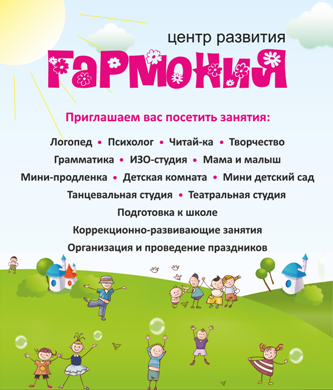 центр развития
ГАРМОНИЯ
Приглашаем вас посетить занятия:
Логопед • Психолог • Читай-ка • Творчество
Грамматика • ИЗО-студия • Мама и малыш
Мини-продленка • Детская комната • Мини детский сад
Танцевальная студия • Театральная студия
Подготовка к школе
Коррекционно-развивающие занятия
Организация и проведение праздников